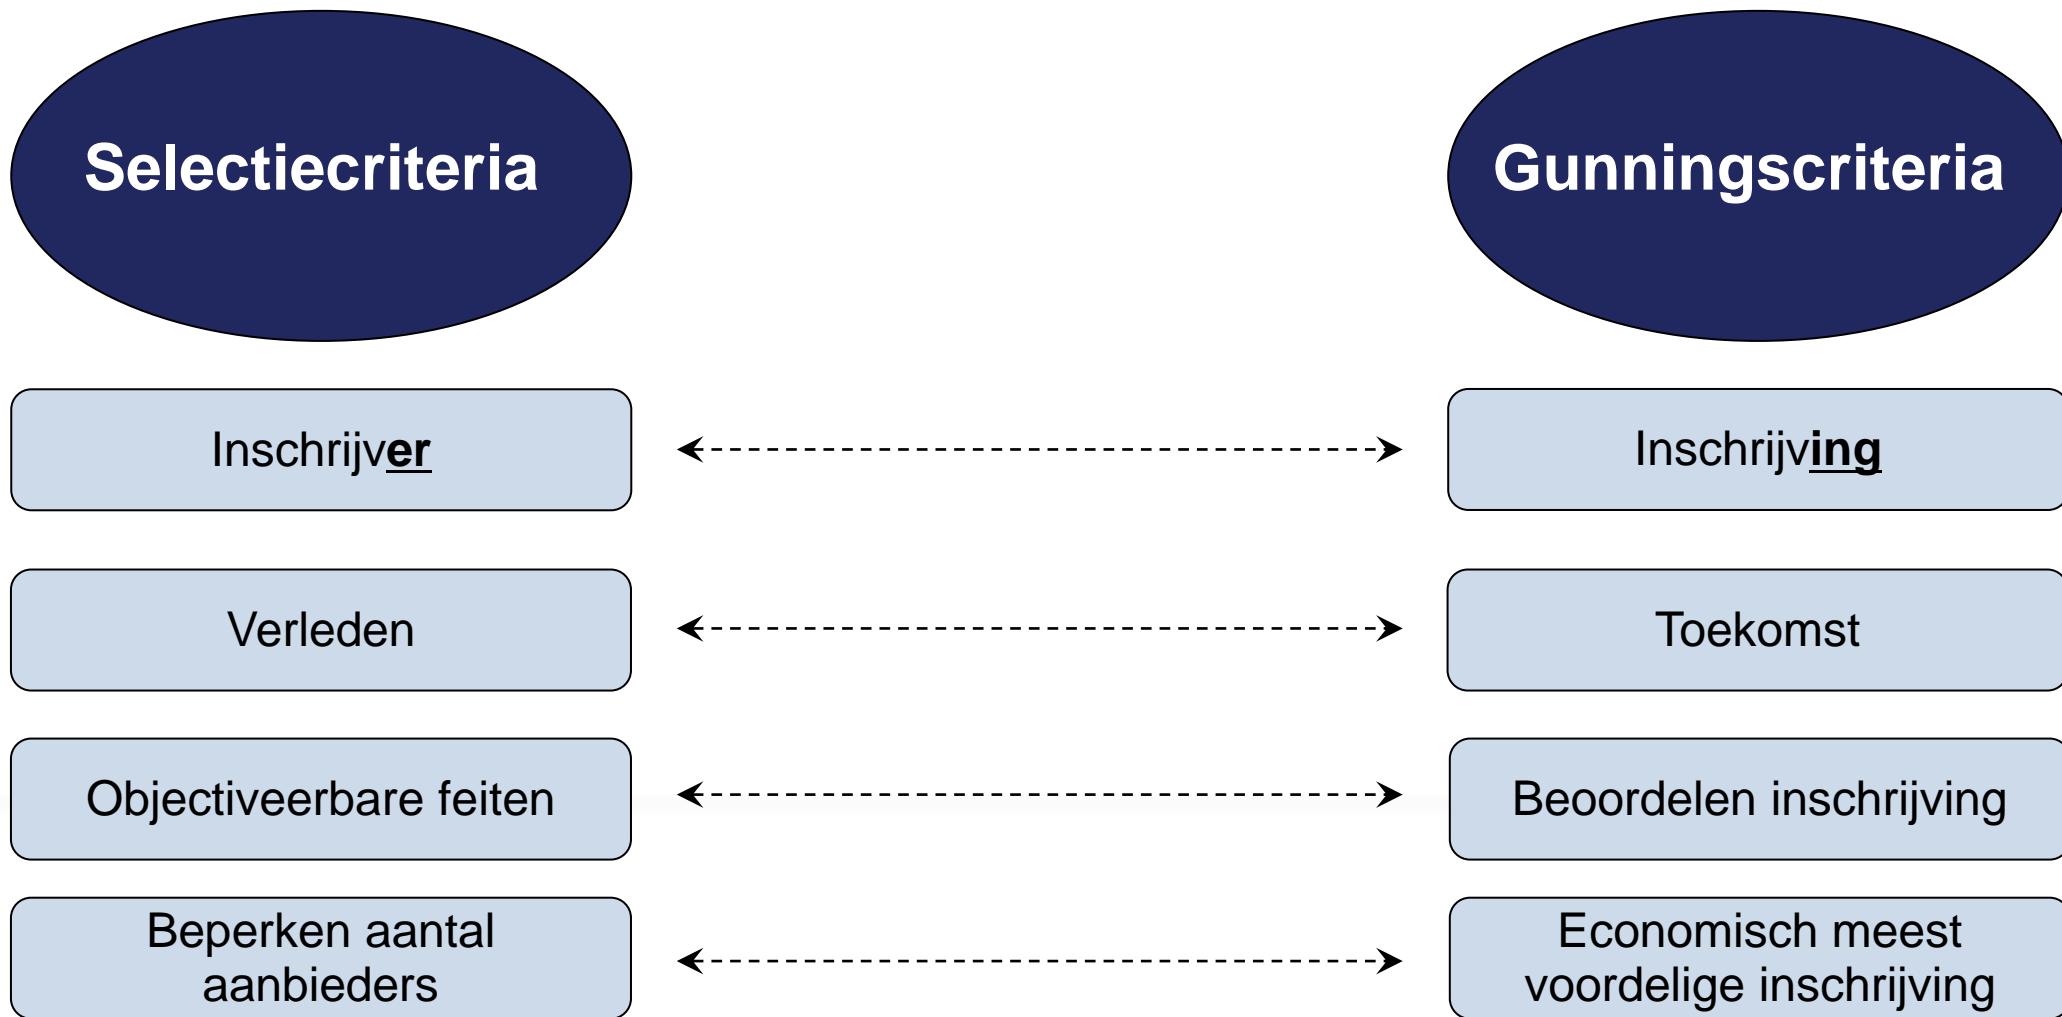 Selectiecriteria
Gunningscriteria
Inschrijver
Inschrijving
Verleden
Toekomst
Objectiveerbare feiten
Beoordelen inschrijving
Beperken aantal
aanbieders
Economisch meest
voordelige inschrijving